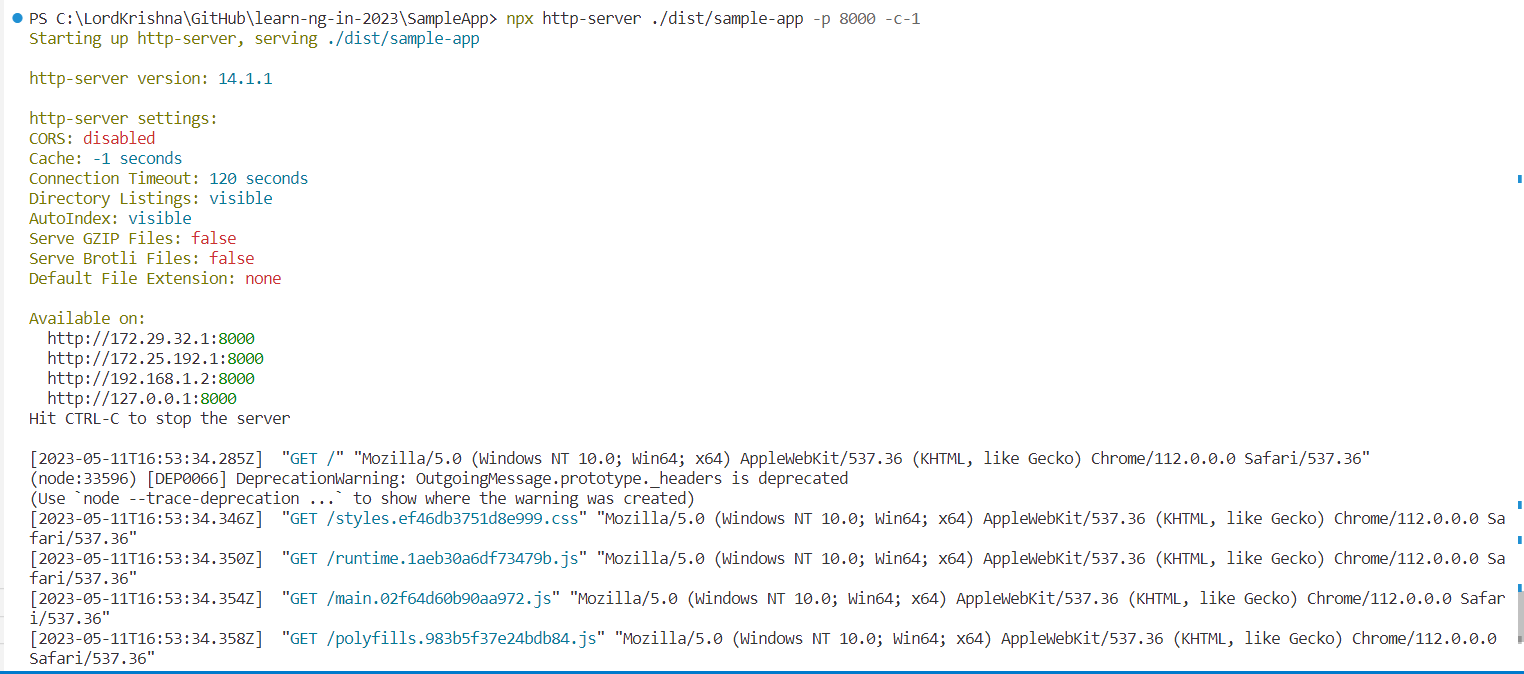 PS C:\LordKrishna\GitHub\learn-ng-in-2023\SampleApp> npx http-server ./dist/sample-app -p 8000 -c-1
Starting up http-server, serving ./dist/sample-app
http-server version: 14.1.1
http-server settings:
CORS: disabled
Cache: -1 seconds
Connection Timeout: 120 seconds
Directory Listings: visible
AutoIndex: visible
Serve GZIP Files: false
Serve Brotli Files: false
Default File Extension: none
Available on:
  http://172.29.32.1:8000
  http://172.25.192.1:8000
  http://192.168.1.2:8000
  http://127.0.0.1:8000
Hit CTRL-C to stop the server
[2023-05-11T16:53:34.285Z]  "GET /" "Mozilla/5.0 (Windows NT 10.0; Win64; x64) AppleWebKit/537.36 (KHTML, like Gecko) Chrome/112.0.0.0 Safari/537.36"
(node:33596) [DEP0066] DeprecationWarning: OutgoingMessage.prototype._headers is deprecated
(Use `node --trace-deprecation ...` to show where the warning was created)
[2023-05-11T16:53:34.346Z]  "GET /styles.ef46db3751d8e999.css" "Mozilla/5.0 (Windows NT 10.0; Win64; x64) AppleWebKit/537.36 (KHTML, like Gecko) Chrome/112.0.0.0 Sa
fari/537.36"
[2023-05-11T16:53:34.350Z]  "GET /runtime.1aeb30a6df73479b.js" "Mozilla/5.0 (Windows NT 10.0; Win64; x64) AppleWebKit/537.36 (KHTML, like Gecko) Chrome/112.0.0.0 Sa
fari/537.36"
[2023-05-11T16:53:34.354Z]  "GET /main.02f64d60b90aa972.js" "Mozilla/5.0 (Windows NT 10.0; Win64; x64) AppleWebKit/537.36 (KHTML, like Gecko) Chrome/112.0.0.0 Safar
i/537.36"
[2023-05-11T16:53:34.358Z]  "GET /polyfills.983b5f37e24bdb84.js" "Mozilla/5.0 (Windows NT 10.0; Win64; x64) AppleWebKit/537.36 (KHTML, like Gecko) Chrome/112.0.0.0
Safari/537.36"